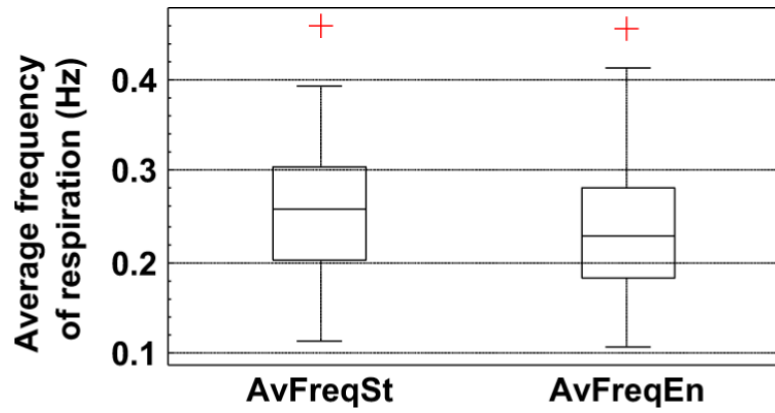 Average frequency
of respiration (Hz)
0.4
0.3
0.2
0.1
AvFreqSt
AvFreqEn